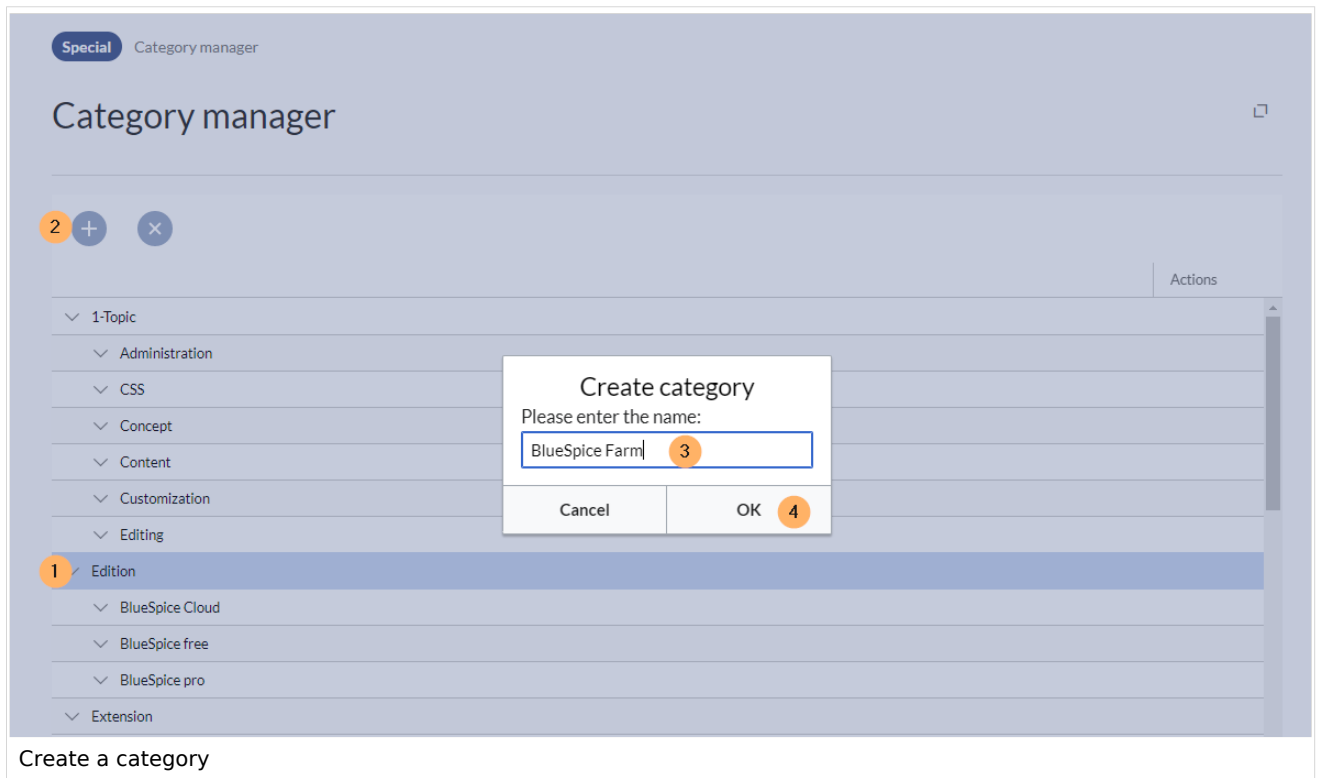 Special Category manager
Category manager
2
Actions
1-Topic
Administration
CSS
Concept
Content
Customization
Editing
Create category
Please enter the name:
BlueSpice Farm 3
Cancel OK 4
1 Edition
BlueSpice Cloud
BlueSpice free
BlueSpice pro
Extension
Create a category